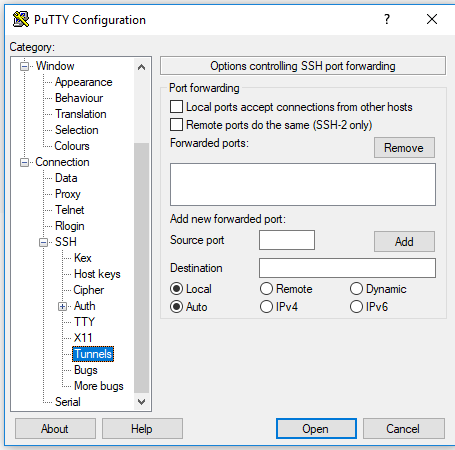 PuTTY Configuration
Category:
Window
Appearance
Behaviour
Translation
Selection
Colours
Connection
Data
Proxy
Telnet
Rlogin
SSH
Kex
Host keys
Cipher
Auth
TTY
X11
Tunnels
Bugs
More bugs
Serial
Options controlling SSH port forwarding
Port forwarding
Local ports accept connections from other hosts
Remote ports do the same (SSH-2 only)
Forwarded ports: Remove
Add new forwarded port:
Source port Add
Destination
Local Remote Dynamic
Auto IPv4 IPv6
About Help Open Cancel